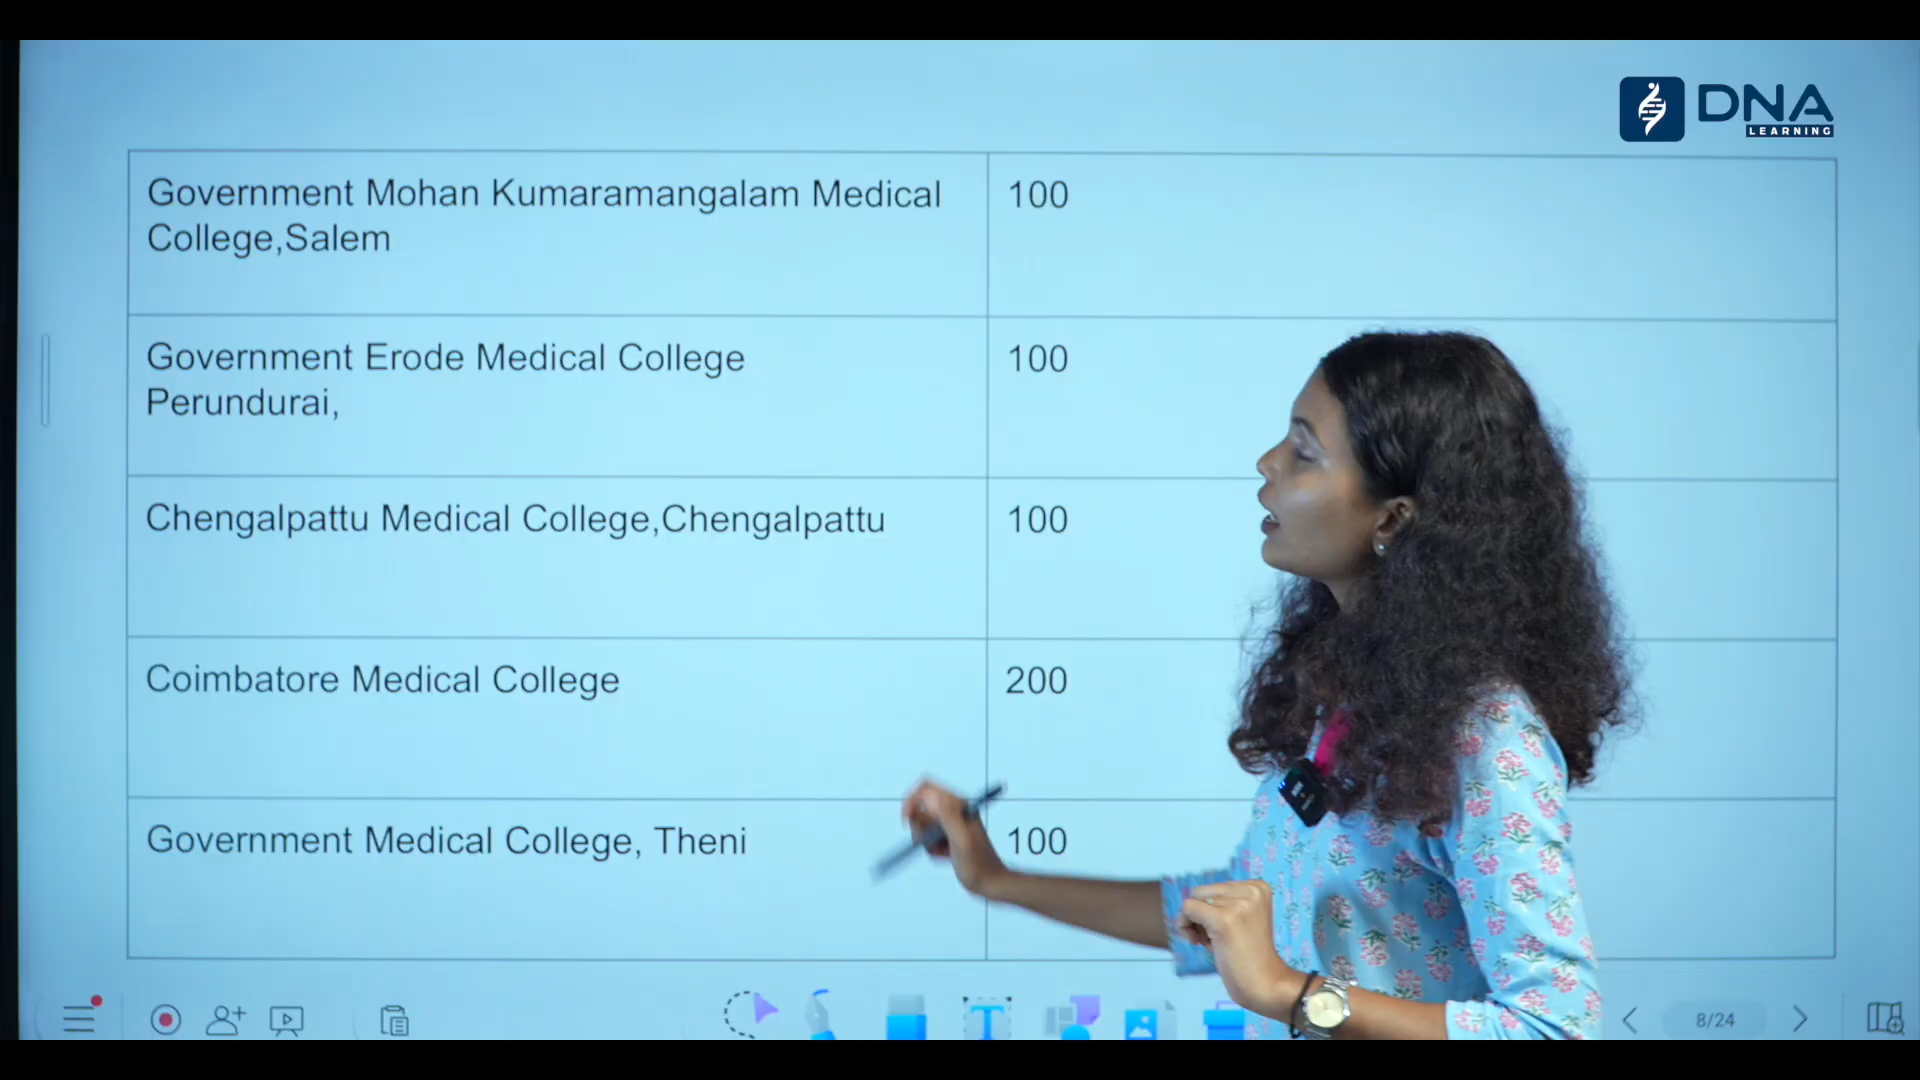 DNA
LEARNING
Government Mohan Kumaramangalam Medical 100
College,Salem
Government Erode Medical College 100
Perundurai,
Chengalpattu Medical College,Chengalpattu 100
Coimbatore Medical College 200
Government Medical College, Theni 100
8/24